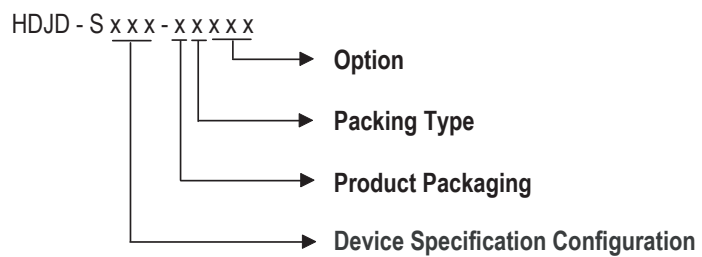 HDJD - S x x x - x x x x x
Option
Packing Type
Product Packaging
Device Specification Configuration